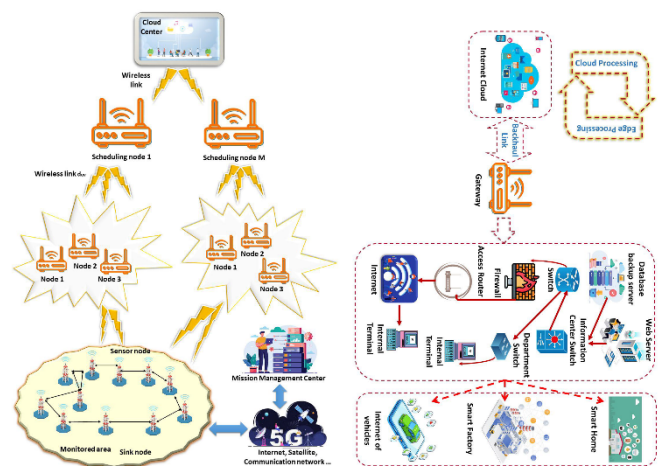 Cloud
Center
Wireless
link
Scheduling node 1
Scheduling node M
Wireless link
Node 1
Node 2
Node 3
Node 1
Node 2
Node 3
Sensor node
Monitored area
Sink node
Mission Management Center
5G
Internet, Satellite,
Communication network ...
Internet Cloud
Cloud Processing
Edge Processing
Backhaul
Link
Gateway
Database
backup server
Switch
Firewall
Access Router
Internet
Web Server
Information
Center Switch
Department
Switch
Internal
Terminal
Internal
Terminal
Internet of
vehicles
Smart Factory
Smart Home